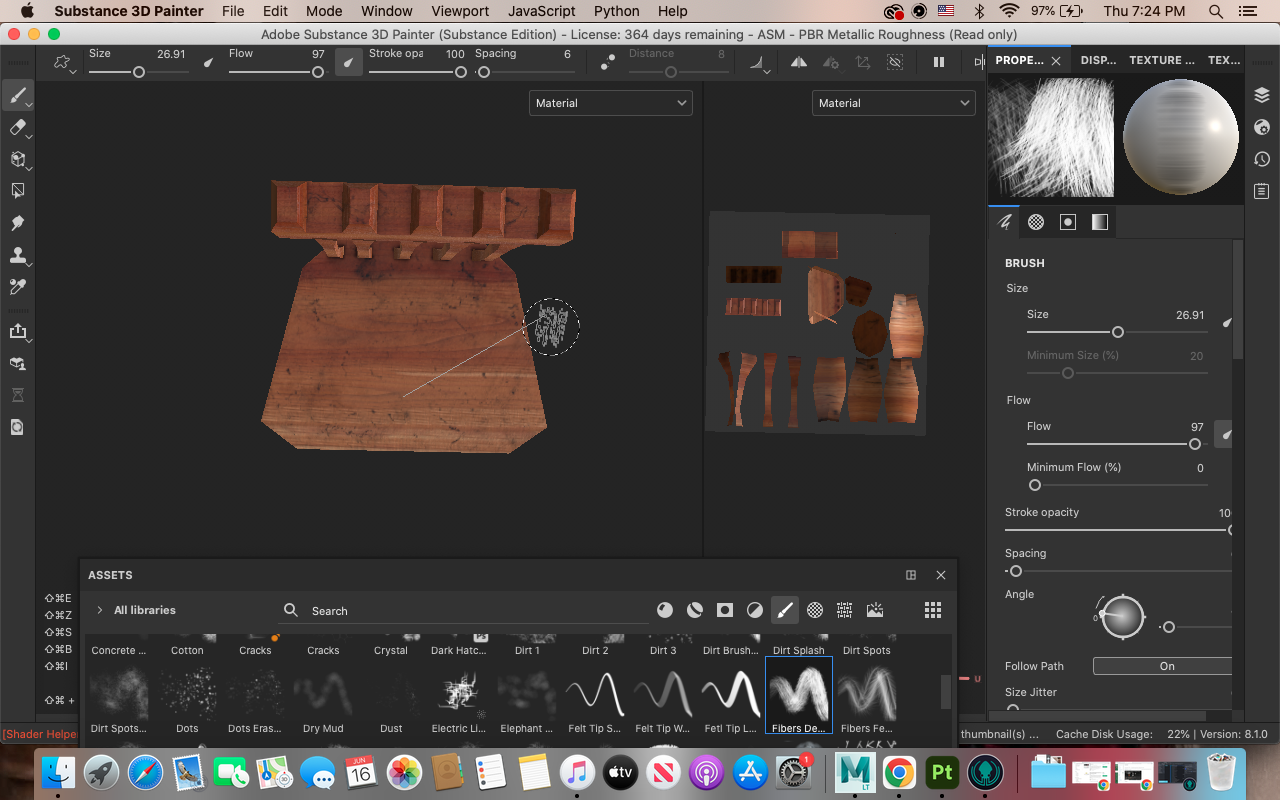 Substance 3D Painter File Edit Mode Window Viewport JavaScript Python Help 97% Thu 7:24 PM
Adobe Substance 3D Painter (Substance Edition) - License: 364 days remaining - ASM - PBR Metallic Roughness (Read only)
Size 26.91 Flow 97 Stroke opa 100 Spacing 6 Distance 8
PROPE... DISP... TEXTURE ... TEX...
Material
Material
BRUSH
Size
Size 26.91
Minimum Size (%) 20
Flow
Flow 97
Minimum Flow (%) 0
Stroke opacity 10
Spacing
Angle
0
Follow Path On
Size Jitter
ASSETS
All libraries Search
⇧⌘E
⇧⌘Z
⇧⌘S
⇧⌘B
⇧⌘I
⇧⌘ +
Concrete ... Cotton Cracks Cracks Crystal Dark Hatc... Dirt 1 Dirt 2 Dirt 3 Dirt Brush... Dirt Splash Dirt Spots
Ps
Dirt Spots... Dots Dots Eras... Dry Mud Dust Electric Li... Elephant ... Felt Tip S... Felt Tip W... Fetl Tip L... Fibers De... Fibers Fe...
U
[Shader Helpe
thumbnail(s) ... Cache Disk Usage: 22% | Version: 8.1.0
JUN
16
tv
1
M
LT
Pt